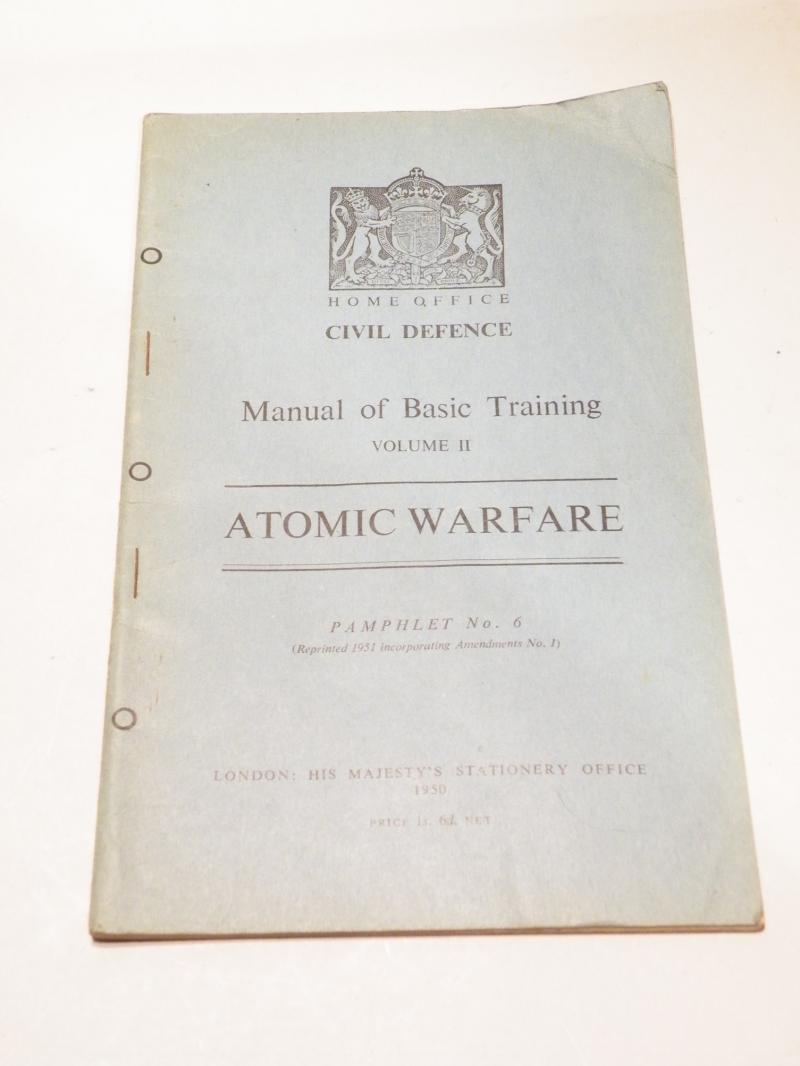 HOME OFFICE
CIVIL DEFENCE
Manual of Basic Training
VOLUME II
ATOMIC WARFARE
PAMPHLET No. 6
(Reprinted 1951 incorporating Amendments No. 1)
LONDON: HIS MAJESTY'S STATIONERY OFFICE
1950
PRICE 1s. 6d. NET